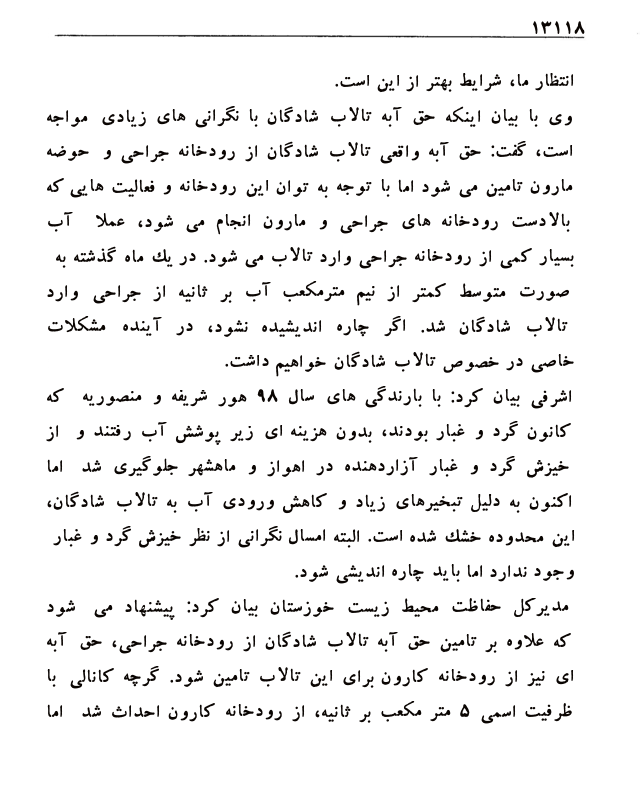 ۱۳۱۱۸
انتظار ما، شرایط بهتر از این است.
وی با بیان اینکه حق آبه تالاب شادگان با نگرانی های زیادی مواجه
است، گفت: حق آبه واقعی تالاب شادگان از رودخانه جراحی و حوضه
مارون تامین می شود اما با توجه به توان این رودخانه و فعالیت هایی که
بالادست رودخانه های جراحی و مارون انجام می شود، عملا آب
بسیار کمی از رودخانه جراحی وارد تالاب می شود. در یك ماه گذشته به
صورت متوسط کمتر از نیم مترمکعب آب بر ثانیه از جراحی وارد
تالاب شادگان شد. اگر چاره اندیشیده نشود، در آینده مشکلات
خاصی در خصوص تالاب شادگان خواهیم داشت.
اشرفی بیان کرد: با بارندگی های سال ۹۸ هور شریفه و منصوریه که
کانون گرد و غبار بودند، بدون هزینه ای زیر پوشش آب رفتند و از
خیزش گرد و غبار آزاردهنده در اهواز و ماهشهر جلوگیری شد اما
اکنون به دلیل تبخیرهای زیاد و کاهش ورودی آب به تالاب شادگان،
این محدوده خشك شده است. البته امسال نگرانی از نظر خیزش گرد و غبار
وجود ندارد اما باید چاره اندیشی شود.
مدیرکل حفاظت محیط زیست خوزستان بیان کرد: پیشنهاد می شود
که علاوه بر تامین حق آبه تالاب شادگان از رودخانه جراحی، حق آبه
ای نیز از رودخانه کارون برای این تالاب تامین شود. گرچه کانالی با
ظرفیت اسمی ۵ متر مکعب بر ثانیه، از رودخانه کارون احداث شد اما